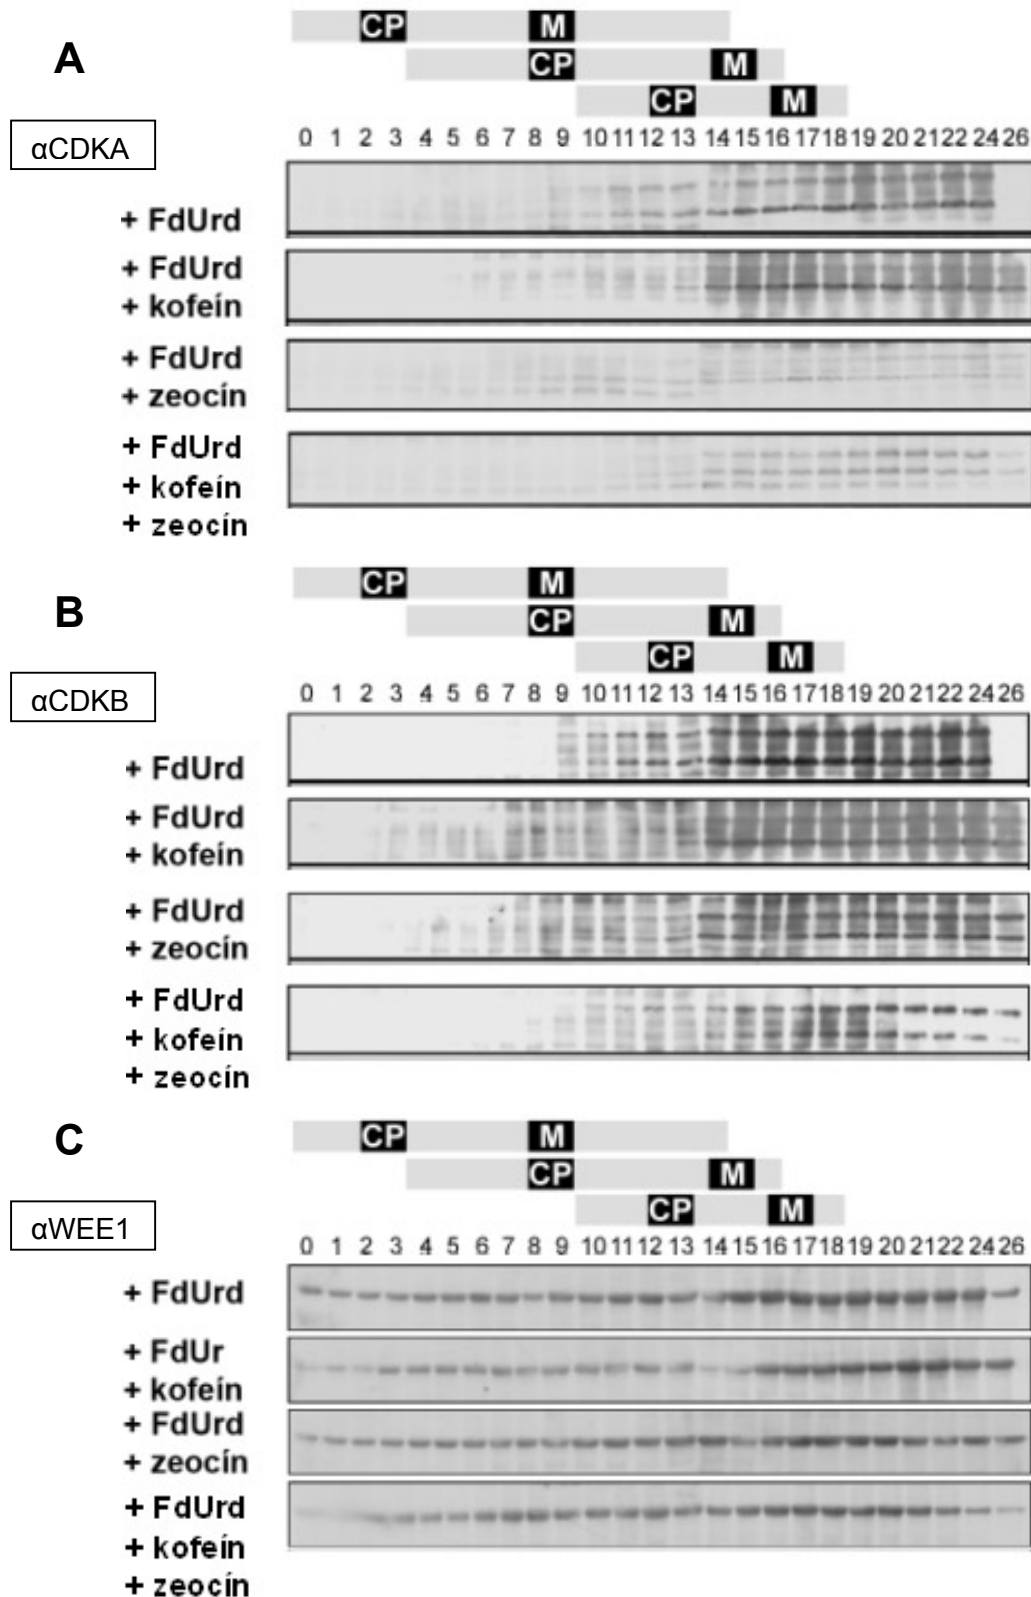 A
CP M
CP M
CP M
αCDKA
0 1 2 3 4 5 6 7 8 9 10 11 12 13 14 15 16 17 18 19 20 21 22 24 26
+ FdUrd
+ FdUrd
+ kofeín
+ FdUrd
+ zeocín
+ FdUrd
+ kofeín
+ zeocín
B
CP M
CP M
CP M
αCDKB
0 1 2 3 4 5 6 7 8 9 10 11 12 13 14 15 16 17 18 19 20 21 22 24 26
+ FdUrd
+ FdUrd
+ kofeín
+ FdUrd
+ zeocín
+ FdUrd
+ kofeín
+ zeocín
C
CP M
CP M
CP M
αWEE1
0 1 2 3 4 5 6 7 8 9 10 11 12 13 14 15 16 17 18 19 20 21 22 24 26
+ FdUrd
+ FdUr
+ kofeín
+ FdUrd
+ zeocín
+ FdUrd
+ kofeín
+ zeocín